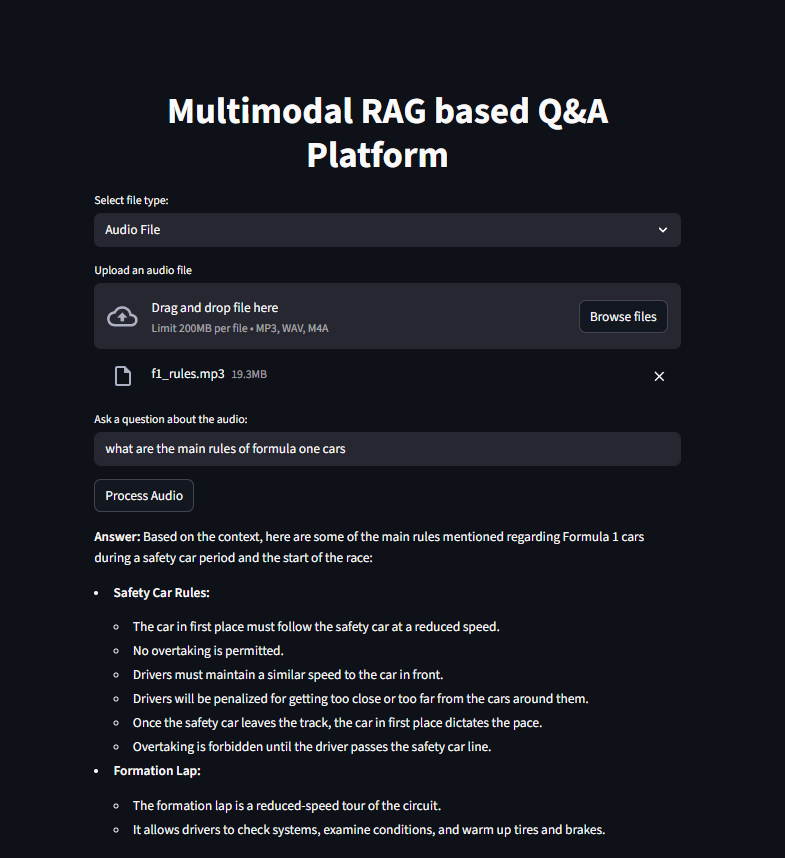 Multimodal RAG based Q&A
Platform
Select file type:
Audio File
Upload an audio file
Drag and drop file here
Limit 200MB per file • MP3, WAV, M4A
Browse files
f1_rules.mp3 19.3MB
Ask a question about the audio:
what are the main rules of formula one cars
Process Audio
Answer: Based on the context, here are some of the main rules mentioned regarding Formula 1 cars
during a safety car period and the start of the race:
• Safety Car Rules:
◦ The car in first place must follow the safety car at a reduced speed.
◦ No overtaking is permitted.
◦ Drivers must maintain a similar speed to the car in front.
◦ Drivers will be penalized for getting too close or too far from the cars around them.
◦ Once the safety car leaves the track, the car in first place dictates the pace.
◦ Overtaking is forbidden until the driver passes the safety car line.
• Formation Lap:
◦ The formation lap is a reduced-speed tour of the circuit.
◦ It allows drivers to check systems, examine conditions, and warm up tires and brakes.